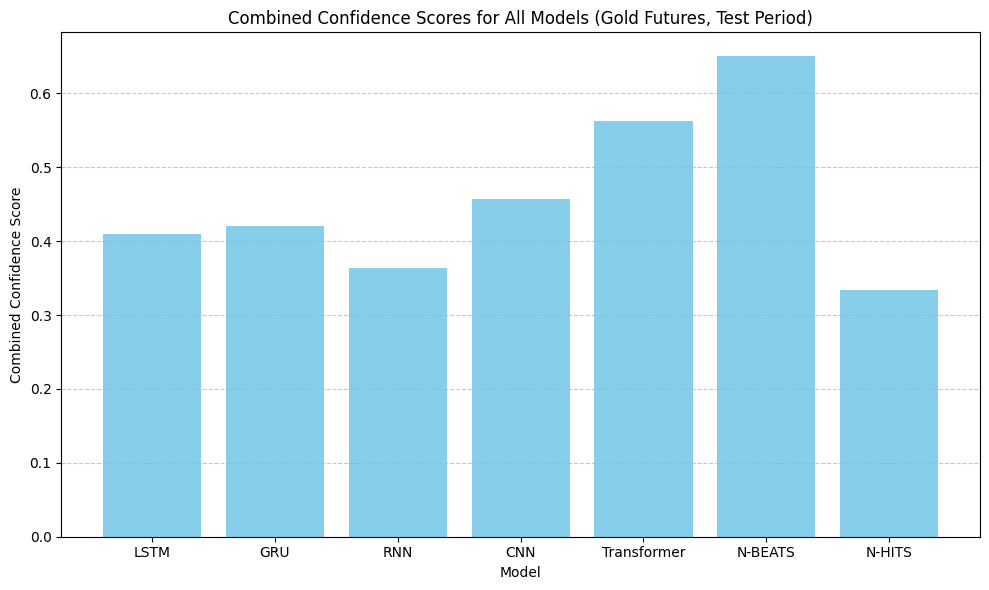 Combined Confidence Scores for All Models (Gold Futures, Test Period)
Combined Confidence Score
0.6
0.5
0.4
0.3
0.2
0.1
0.0
LSTM GRU RNN CNN Transformer N-BEATS N-HITS
Model